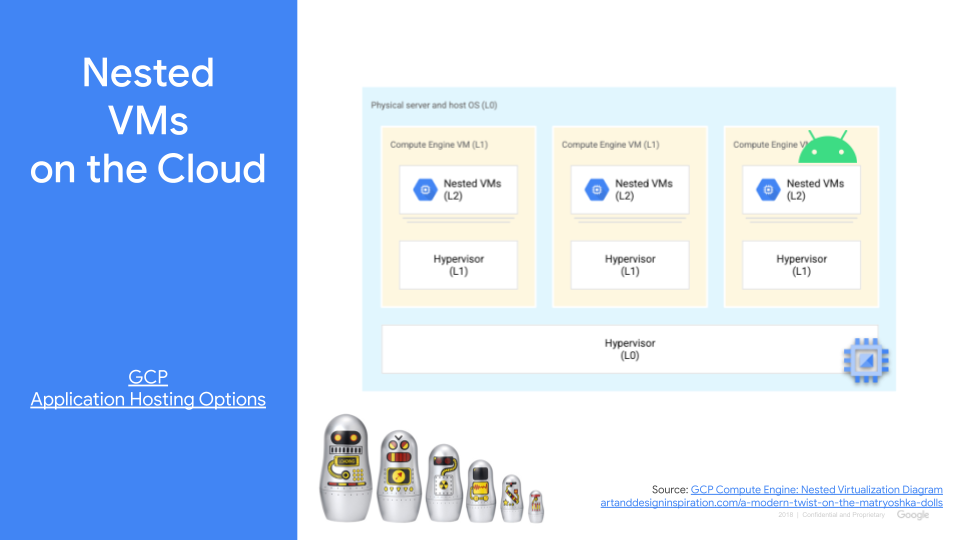 Nested
VMs
on the Cloud
GCP
Application Hosting Options
Physical server and host OS (L0)
Compute Engine VM (L1)
Nested VMs
(L2)
Hypervisor
(L1)
Compute Engine VM (L1)
Nested VMs
(L2)
Hypervisor
(L1)
Compute Engine
Nested VMs
(L2)
Hypervisor
(L1)
Hypervisor
(L0)
Source: GCP Compute Engine: Nested Virtualization Diagram
artanddesigninspiration.com/a-modern-twist-on-the-matryoshka-dolls
Confidential and Proprietary
Google